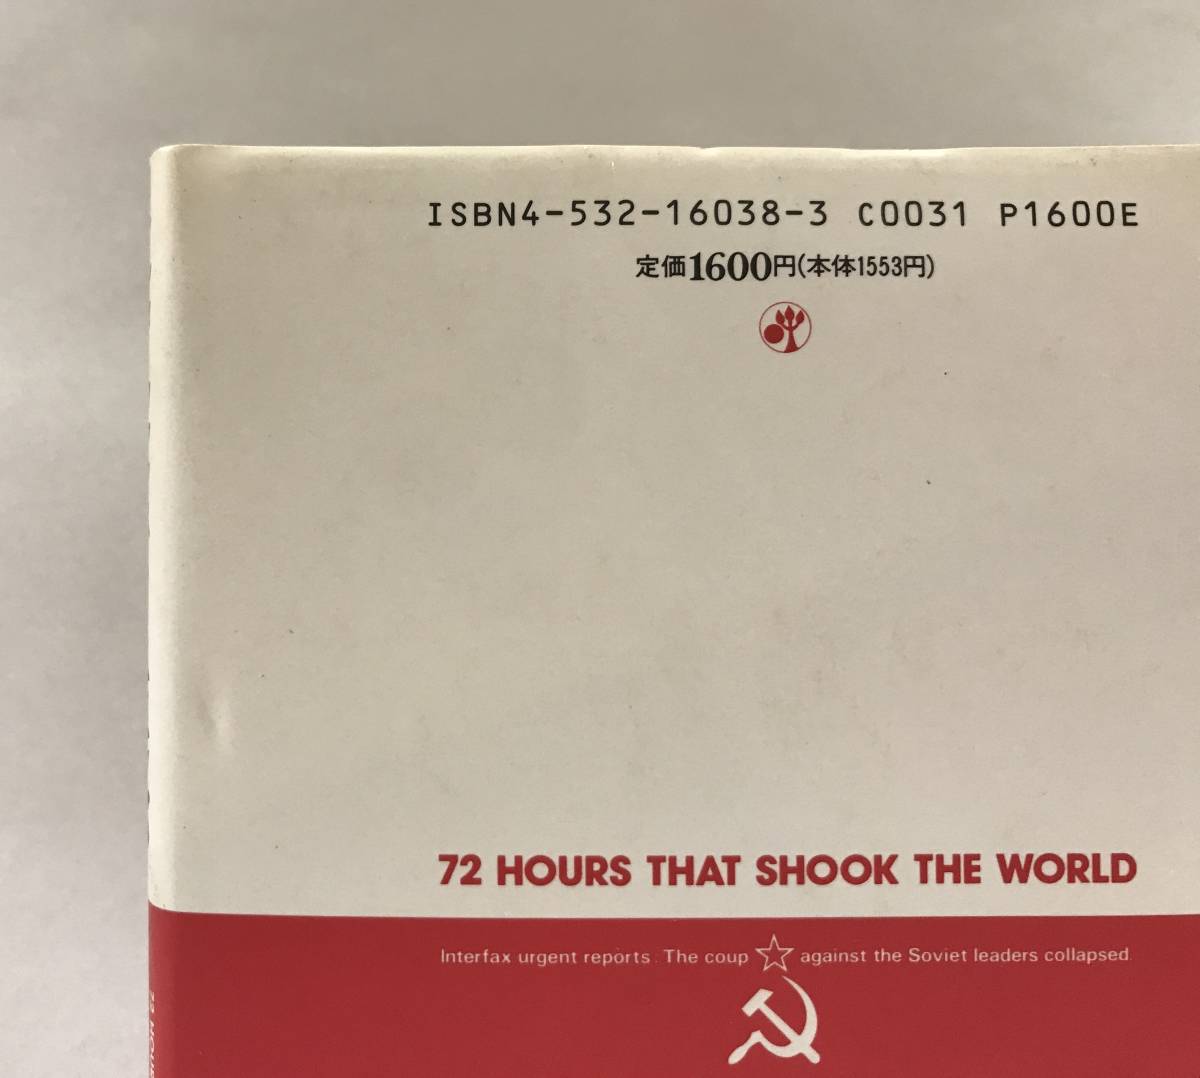 ISBN4-532-16038-3 C0031 P1600E
定価1600円(本体1553円)
72 HOURS THAT SHOOK THE WORLD
Interfax urgent reports. The coup against the Soviet leaders collapsed